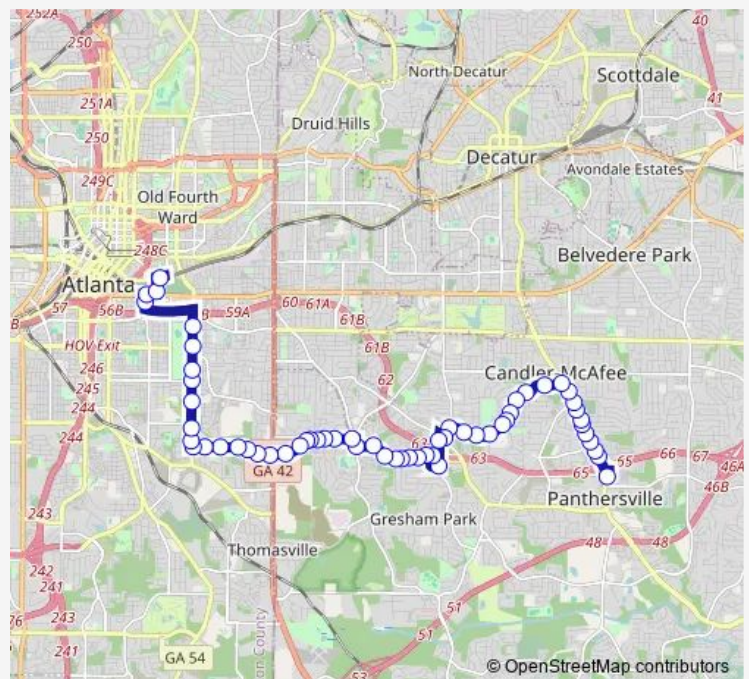 252A
250
40
North Decatur
Scottdale
251A
41
Druid Hills
250
Decatur
Avondale Estates
249C
Old Fourth
Ward
248C
Belvedere Park
Atlanta
57
56B
B
59A
60
61A
61B
HOV Exit
61B
246
62
Candler-McAfee
245
244
244
63
GA 42
63
65
55
66
67
46A
46B
Panthersville
243
Gresham Park
48
48
Thomasville
242
241
51
76
243
51
241
GA 54
on County
53
© OpenStreetMap contributors